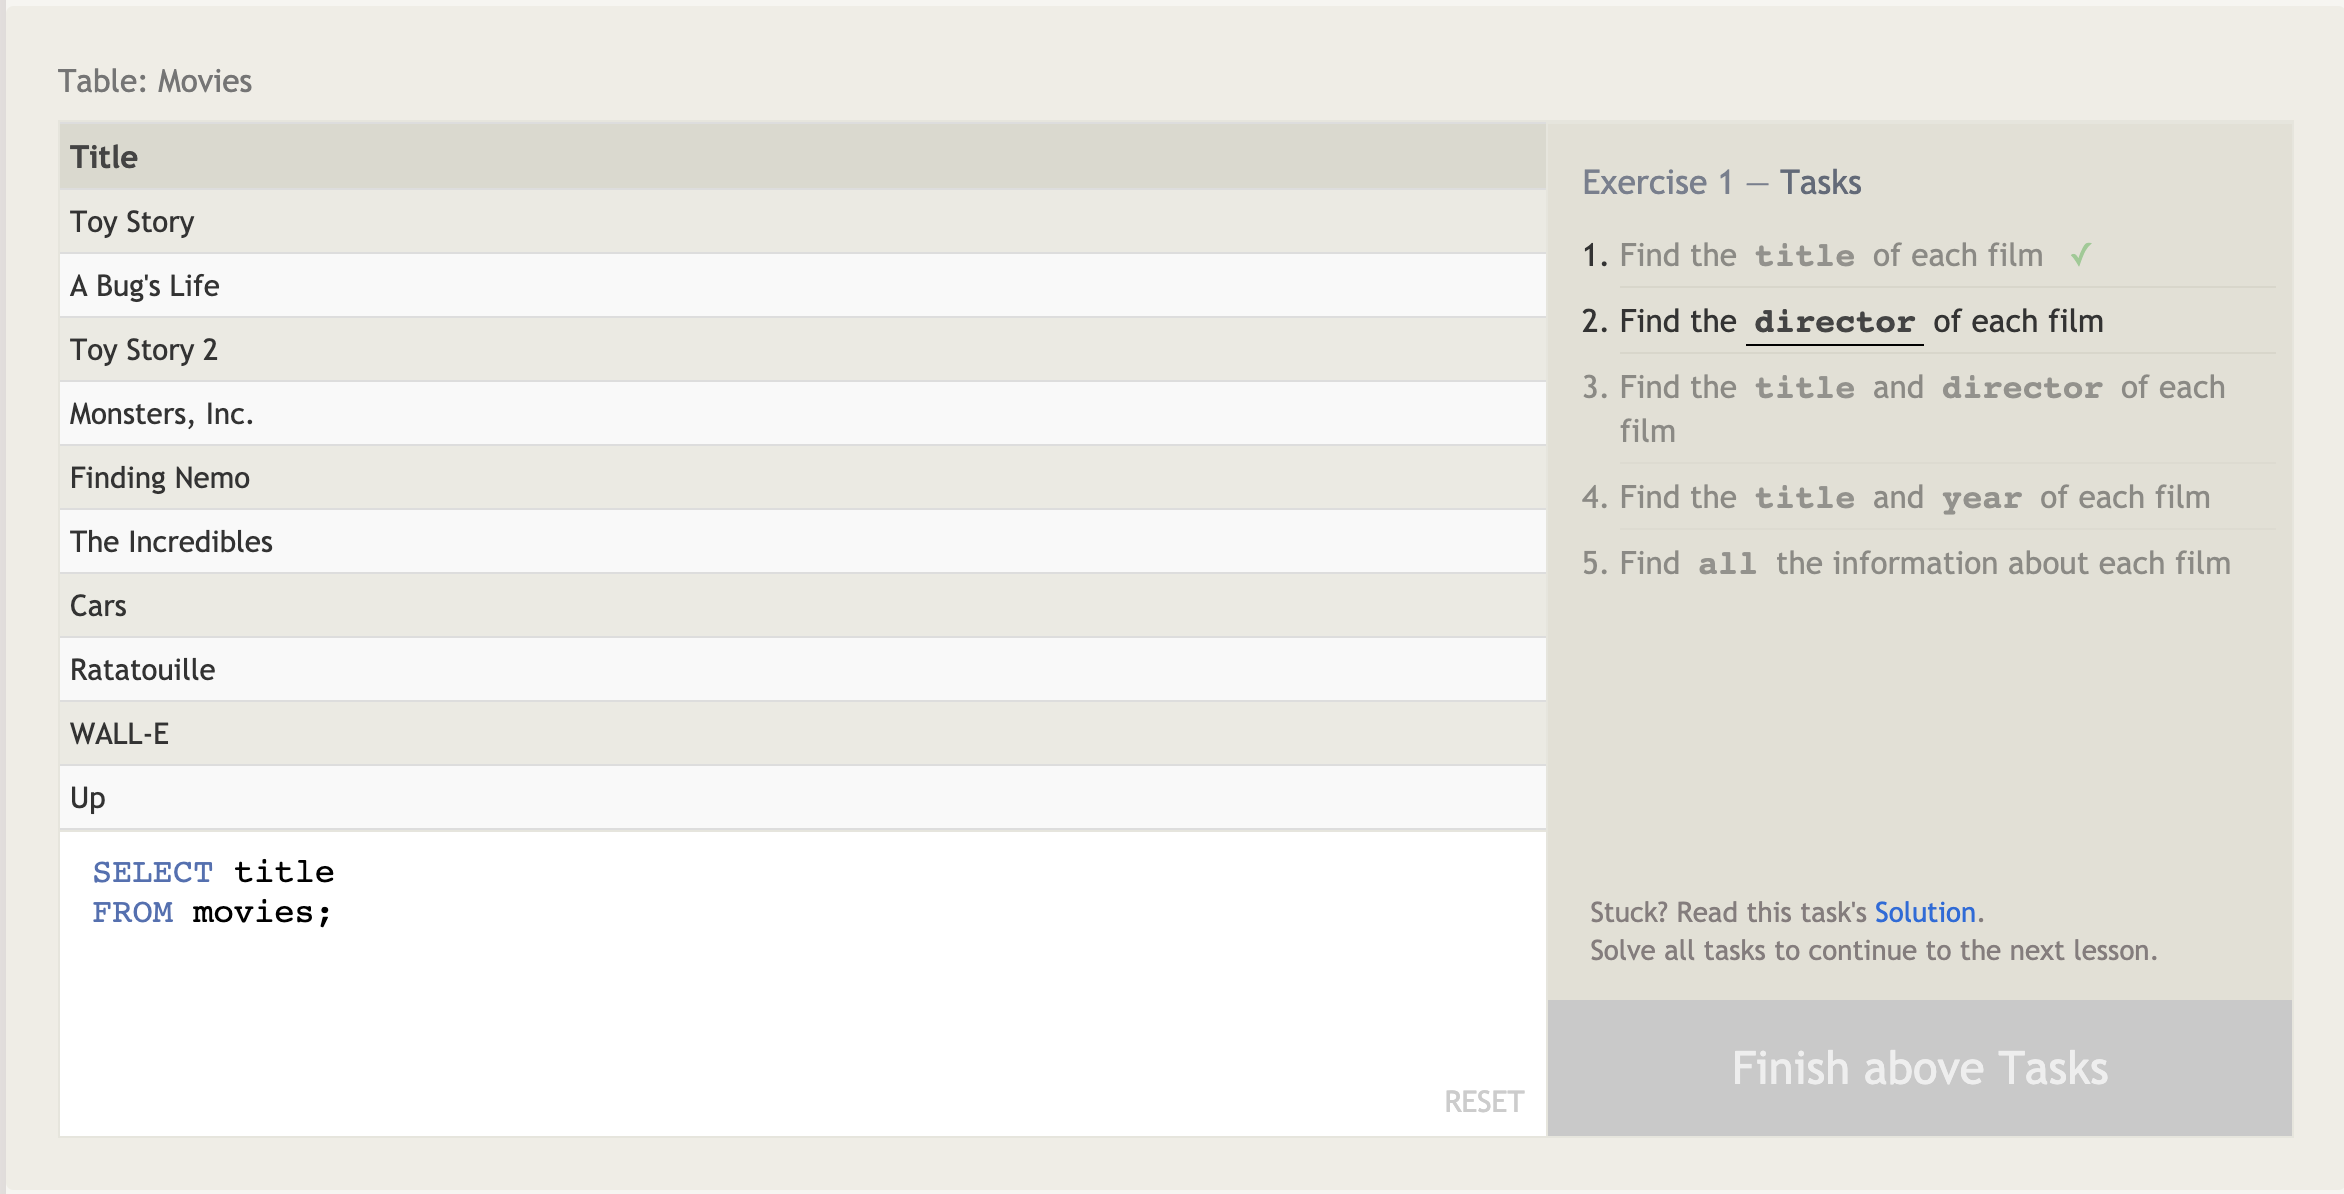 Table: Movies
Title
Toy Story
A Bug's Life
Toy Story 2
Monsters, Inc.
Finding Nemo
The Incredibles
Cars
Ratatouille
WALL-E
Up
SELECT title
FROM movies;
RESET
Exercise 1 — Tasks
1. Find the title of each film ✓
2. Find the director of each film
3. Find the title and director of each
film
4. Find the title and year of each film
5. Find all the information about each film
Stuck? Read this task's Solution.
Solve all tasks to continue to the next lesson.
Finish above Tasks